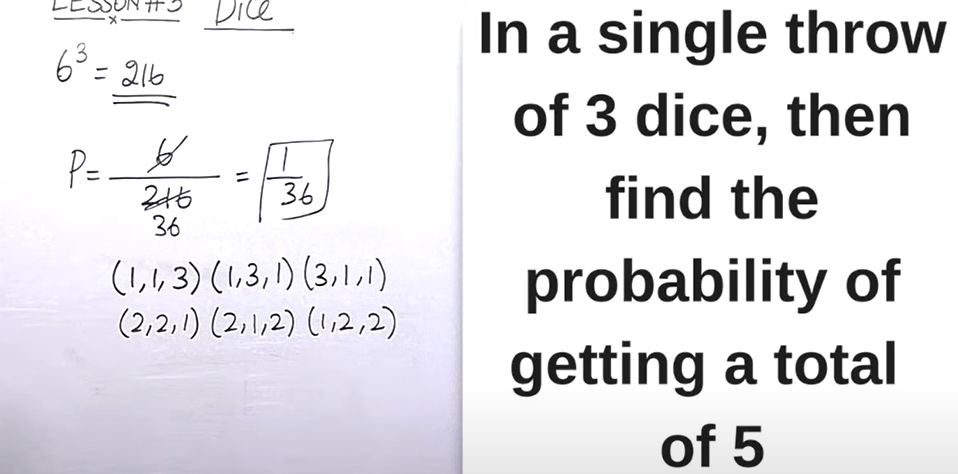 LESSON #3 Dice
x
6³ = 216
P = 6/216 = 1/36
36
(1,1,3) (1,3,1) (3,1,1)
(2,2,1) (2,1,2) (1,2,2)
In a single throw
of 3 dice, then
find the
probability of
getting a total
of 5